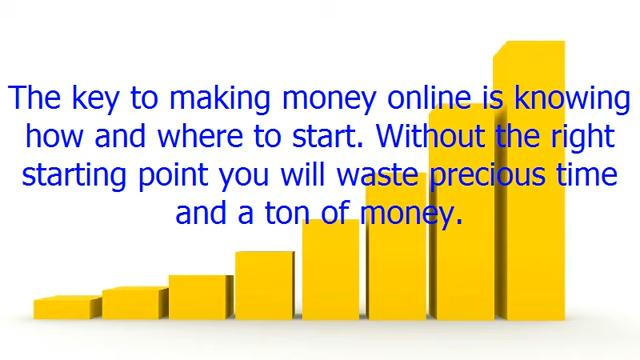 The key to making money online is knowing
how and where to start. Without the right
starting point you will waste precious time
and a ton of money.